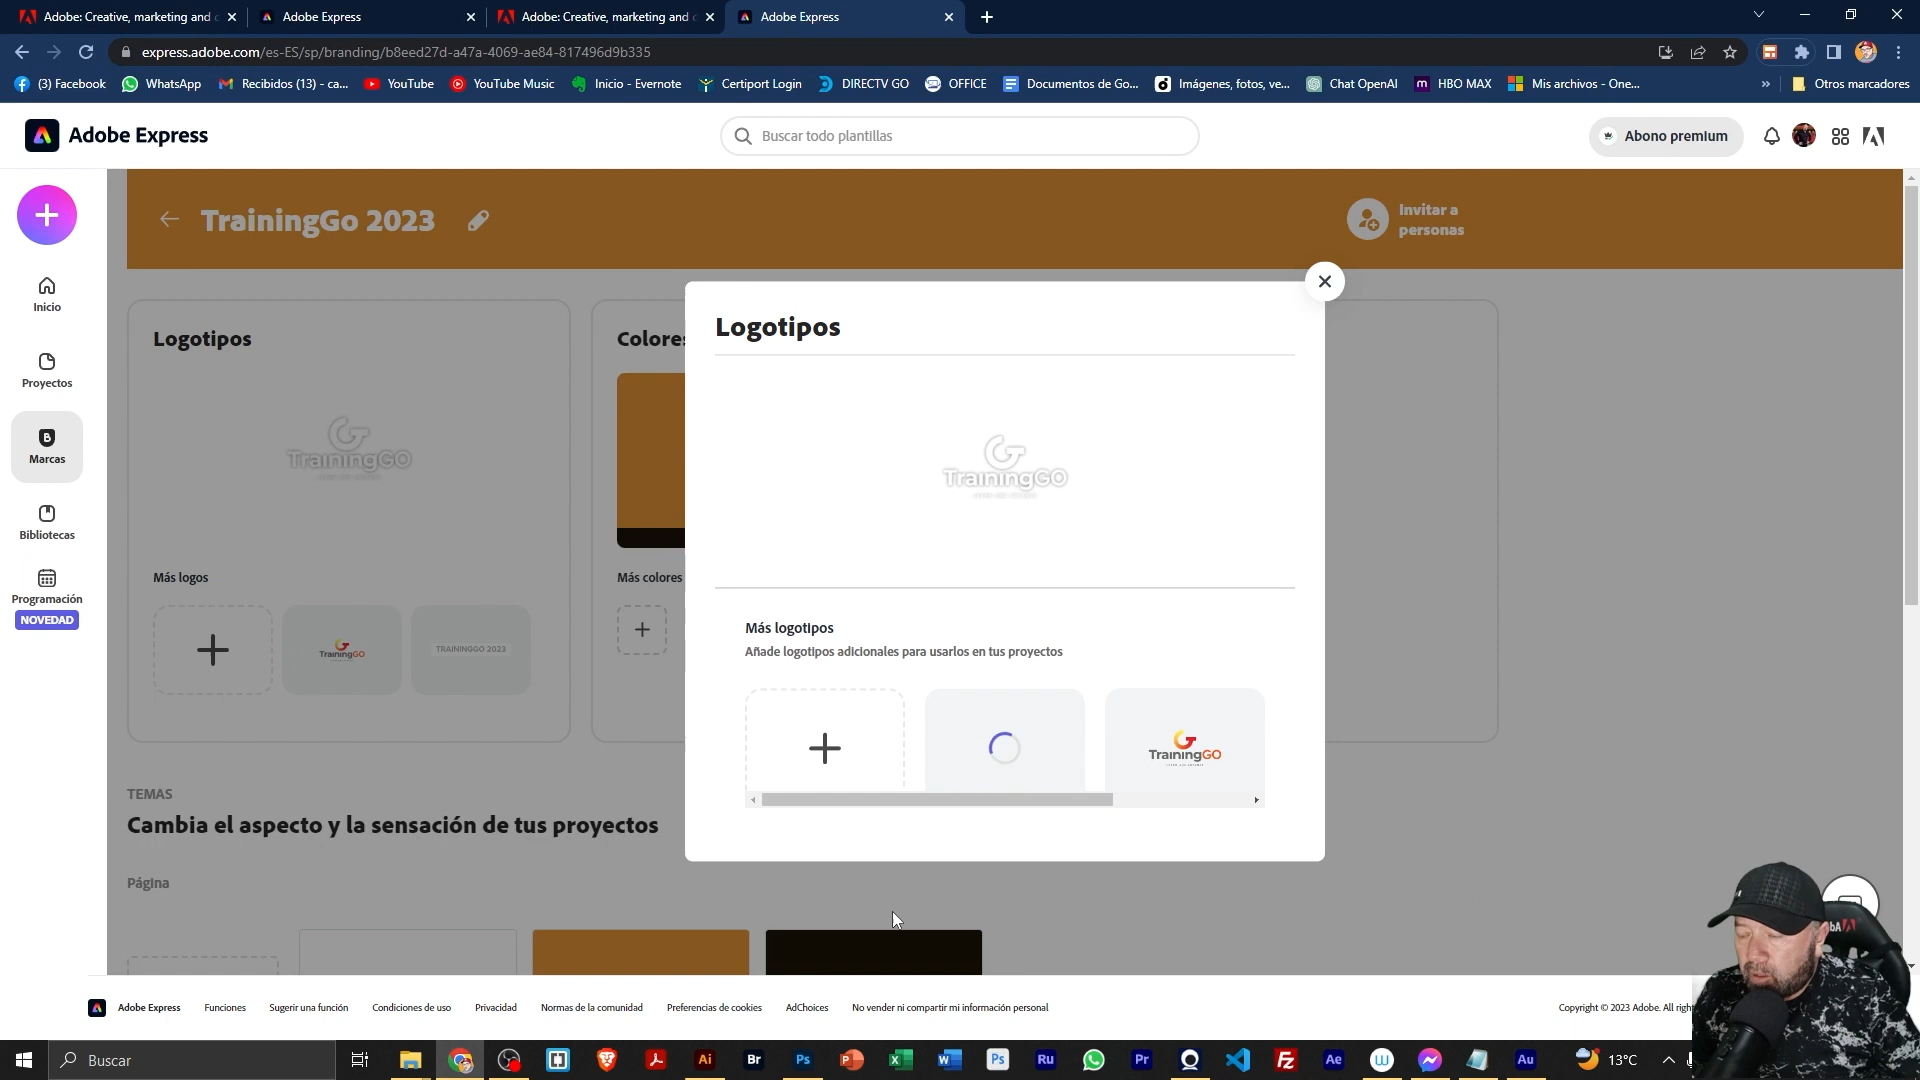 Adobe: Creative, marketing and c
Adobe Express
Adobe: Creative, marketing and c
Adobe Express
express.adobe.com/es-ES/sp/branding/b8eed27d-a47a-4069-ae84-817496d9b335
(3) Facebook
WhatsApp
Recibidos (13) - ca...
YouTube
YouTube Music
Inicio - Evernote
Certiport Login
DIRECTV GO
OFFICE
Documentos de Go...
Imágenes, fotos, ve...
Chat OpenAI
HBO MAX
Mis archivos - One...
»
Otros marcadores
Adobe Express
Buscar todo plantillas
Abono premium
TrainingGo 2023
Invitar a
personas
Inicio
Proyectos
Marcas
Bibliotecas
Programación
NOVEDAD
Logotipos
TrainingGO
Más logos
TrainingGO
TRAININGGO 2023
Colores
Más colores
Logotipos
TrainingGO
Más logotipos
Añade logotipos adicionales para usarlos en tus proyectos
TrainingGO
TEMAS
Cambia el aspecto y la sensación de tus proyectos
Página
Adobe Express
Funciones
Sugerir una función
Condiciones de uso
Privacidad
Normas de la comunidad
Preferencias de cookies
AdChoices
No vender ni compartir mi información personal
Copyright © 2023 Adobe. All righ
Buscar
Ai
Br
Ps
Ps
Ru
Pr
Ae
Au
13°C